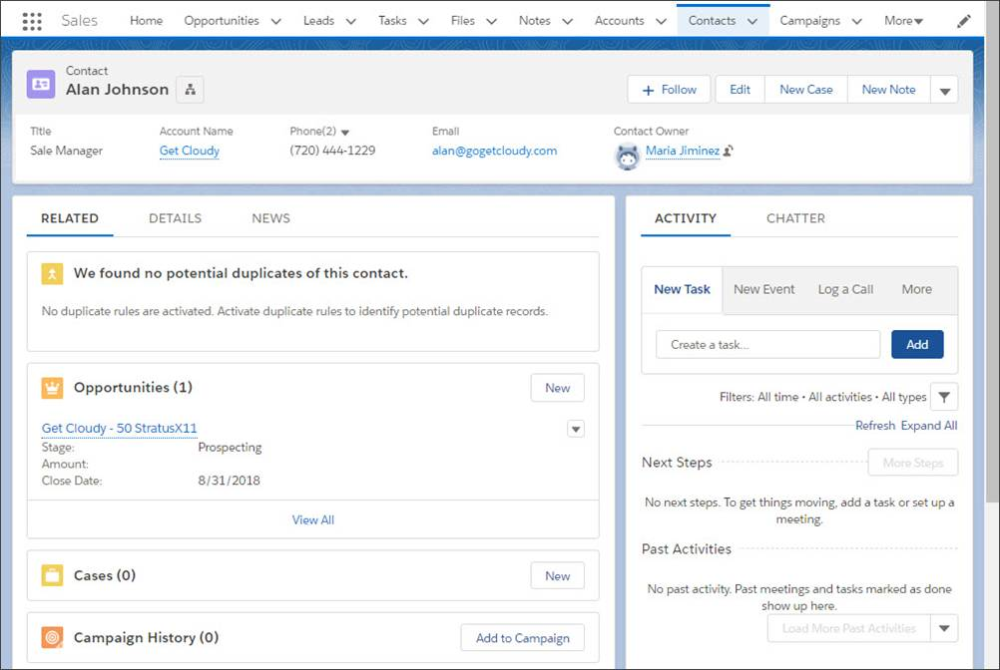 Sales Home Opportunities Leads Tasks Files Notes Accounts Contacts Campaigns More
Contact
Alan Johnson
Follow Edit New Case New Note
Title Account Name Phone(2) Email Contact Owner
Sale Manager Get Cloudy (720) 444-1229 alan@gogetcloudy.com Maria Jiminez
RELATED DETAILS NEWS
We found no potential duplicates of this contact.
No duplicate rules are activated. Activate duplicate rules to identify potential duplicate records.
Opportunities (1) New
Get Cloudy - 50 StratusX11
Stage: Prospecting
Amount:
Close Date: 8/31/2018
View All
Cases (0) New
Campaign History (0) Add to Campaign
ACTIVITY CHATTER
New Task New Event Log a Call More
Create a task... Add
Filters: All time • All activities • All types
Refresh Expand All
Next Steps More Steps
No next steps. To get things moving, add a task or set up a
meeting.
Past Activities
No past activity. Past meetings and tasks marked as done
show up here.
Load More Past Activities